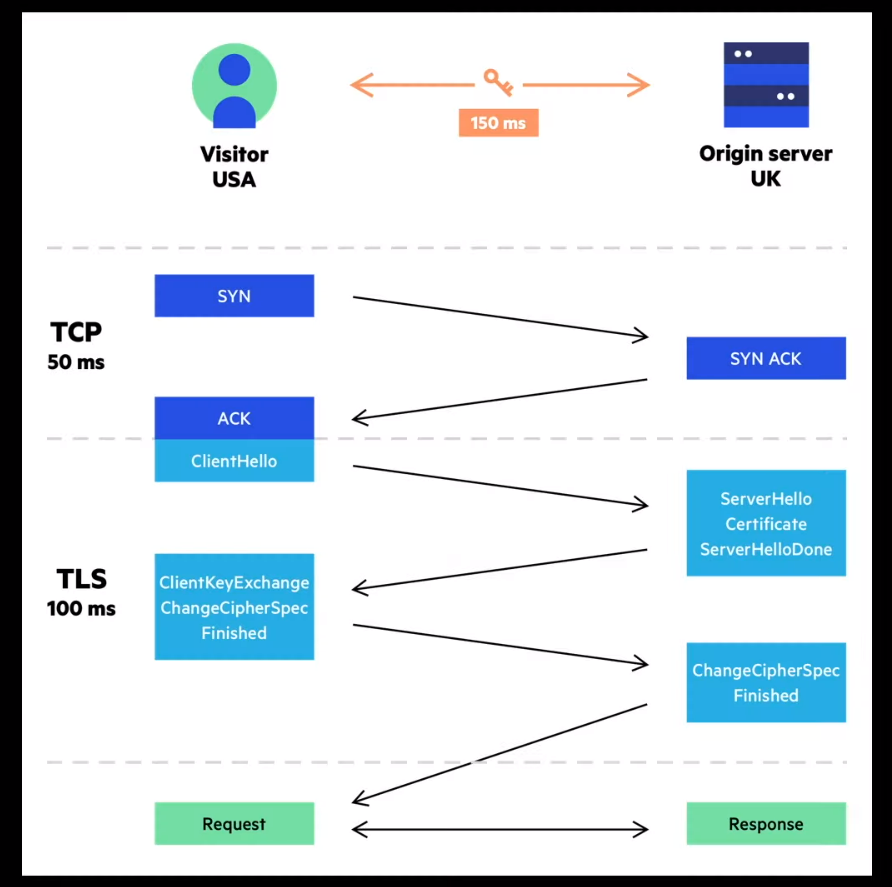 150 ms
Visitor
USA
Origin server
UK
TCP
50 ms
SYN
SYN ACK
ACK
ClientHello
ServerHello
Certificate
ServerHelloDone
TLS
100 ms
ClientKeyExchange
ChangeCipherSpec
Finished
ChangeCipherSpec
Finished
Request
Response